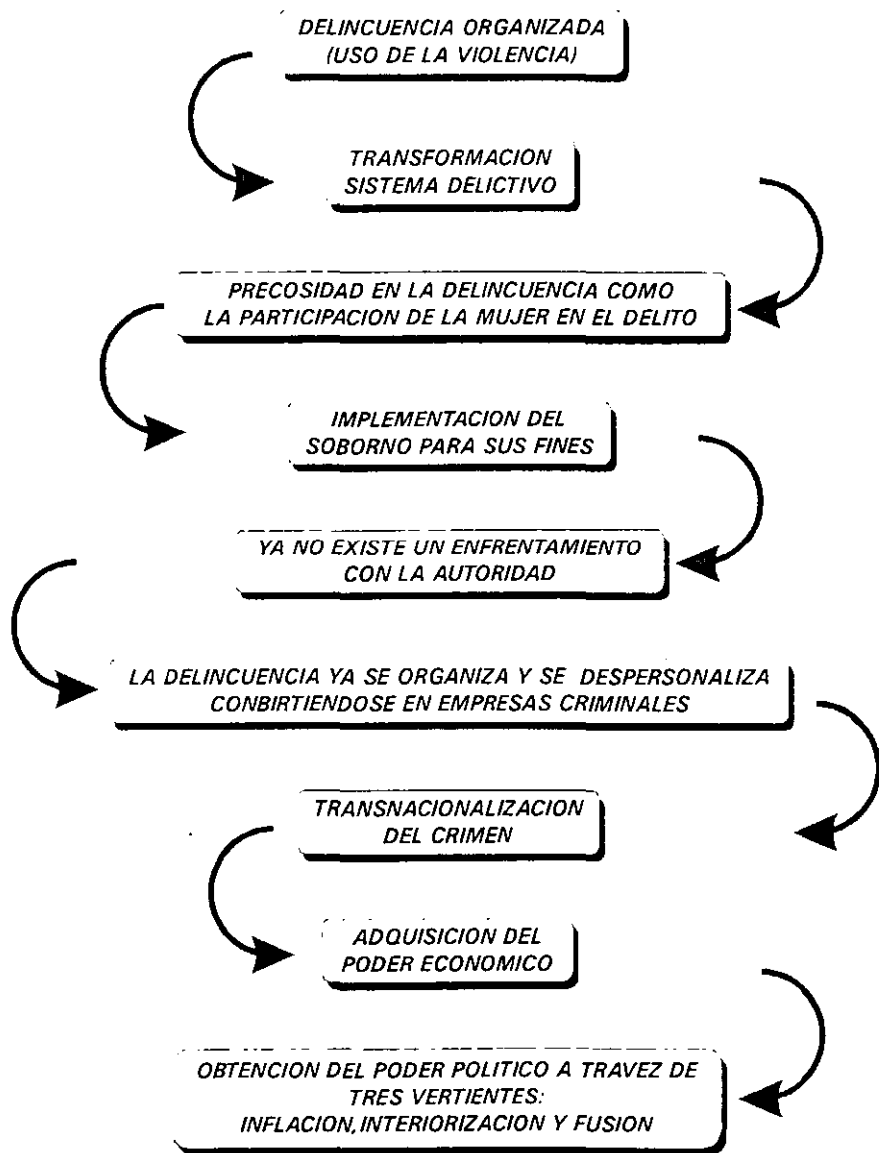 DELINCUENCIA ORGANIZADA
(USO DE LA VIOLENCIA)
TRANSFORMACION
SISTEMA DELICTIVO
PRECOSIDAD EN LA DELINCUENCIA COMO
LA PARTICIPACION DE LA MUJER EN EL DELITO
IMPLEMENTACION DEL
SOBORNO PARA SUS FINES
YA NO EXISTE UN ENFRENTAMIENTO
CON LA AUTORIDAD
LA DELINCUENCIA YA SE ORGANIZA Y SE DESPERSONALIZA
CONBIRTIENDOSE EN EMPRESAS CRIMINALES
TRANSNACIONALIZACION
DEL CRIMEN
ADQUISICION DEL
PODER ECONOMICO
OBTENCION DEL PODER POLITICO A TRAVEZ DE
TRES VERTIENTES:
INFLACION, INTERIORIZACION Y FUSION